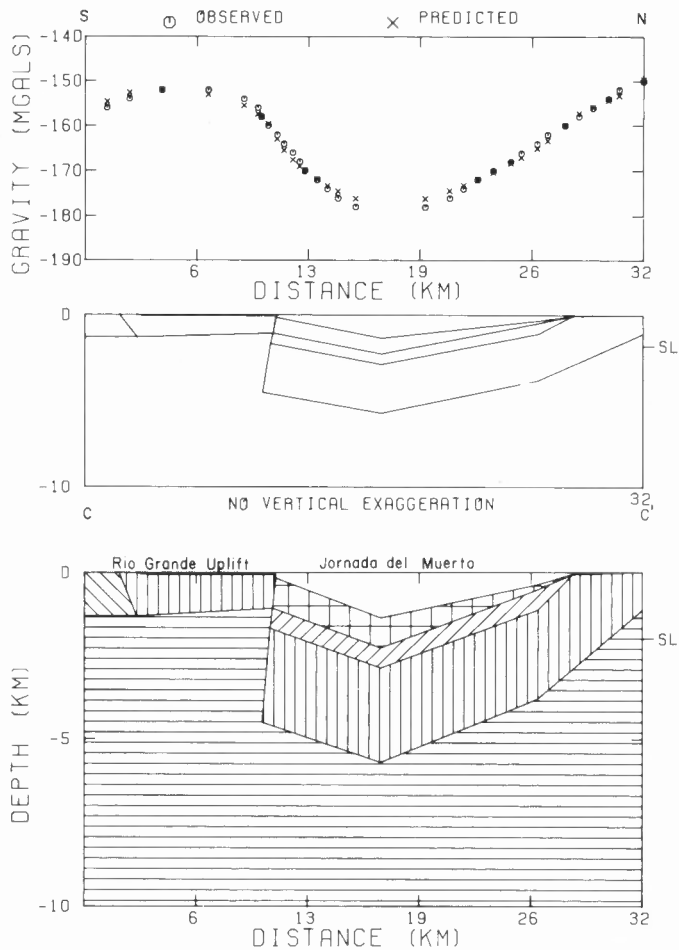 S N
OBSERVED PREDICTED
-140
-150
-160
-170
-180
-190
GRAVITY (MGALS)
6 13 19 26 32
DISTANCE (KM)
0
SL
-10
NO VERTICAL EXAGGERATION 32
C C'
Rio Grande Uplift Jornada del Muerto
0
SL
-5
-10
DEPTH (KM)
6 13 19 26 32
DISTANCE (KM)